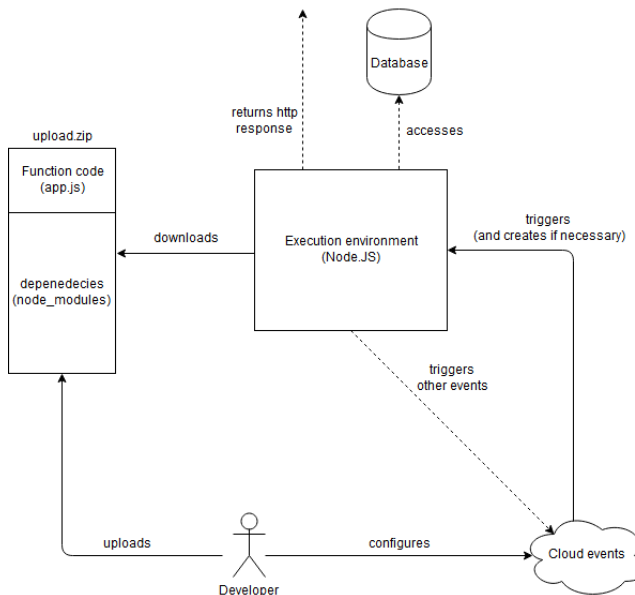 Database
returns http
response
accesses
upload.zip
Function code
(app.js)
downloads
Execution environment
(Node.JS)
triggers
(and creates if necessary)
depenedecies
(node_modules)
triggers
other events
uploads
configures
Cloud events
Developer